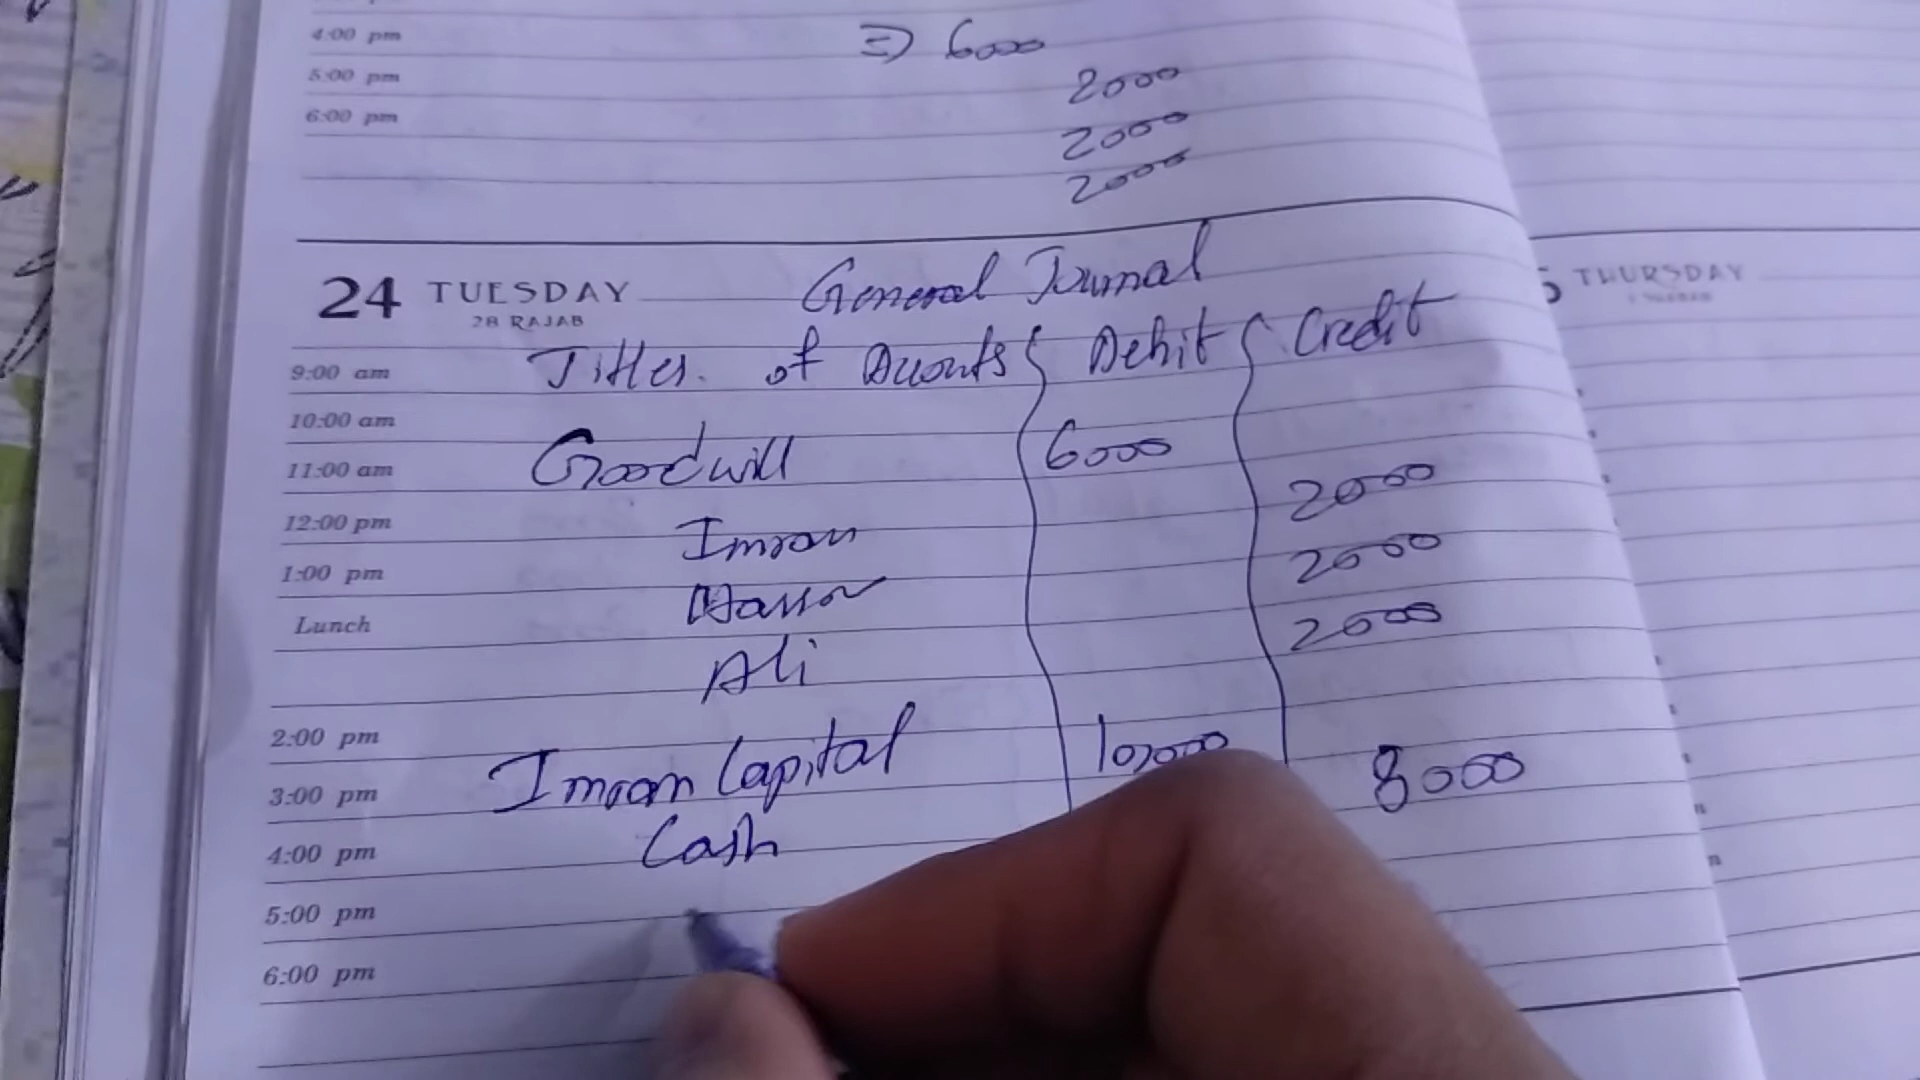 4:00 pm => 6000
5:00 pm 2000
6:00 pm 2000
2000
24 TUESDAY General Journal
28 RAJAB
THURSDAY
9:00 am Titles. of Accounts Debit Credit
10:00 am
11:00 am Goodwill 6000
12:00 pm Imran 2000
1:00 pm Hassan 2000
Lunch Ali 2000
2:00 pm
3:00 pm Imran Capital 10,000 8000
4:00 pm Cash
5:00 pm
6:00 pm